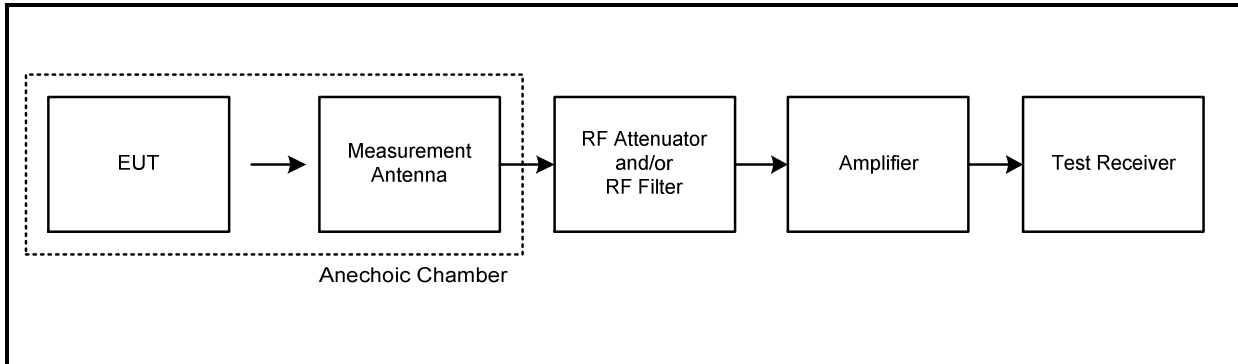 EUT
Measurement
Antenna
RF Attenuator
and/or
RF Filter
Amplifier
Test Receiver
Anechoic Chamber